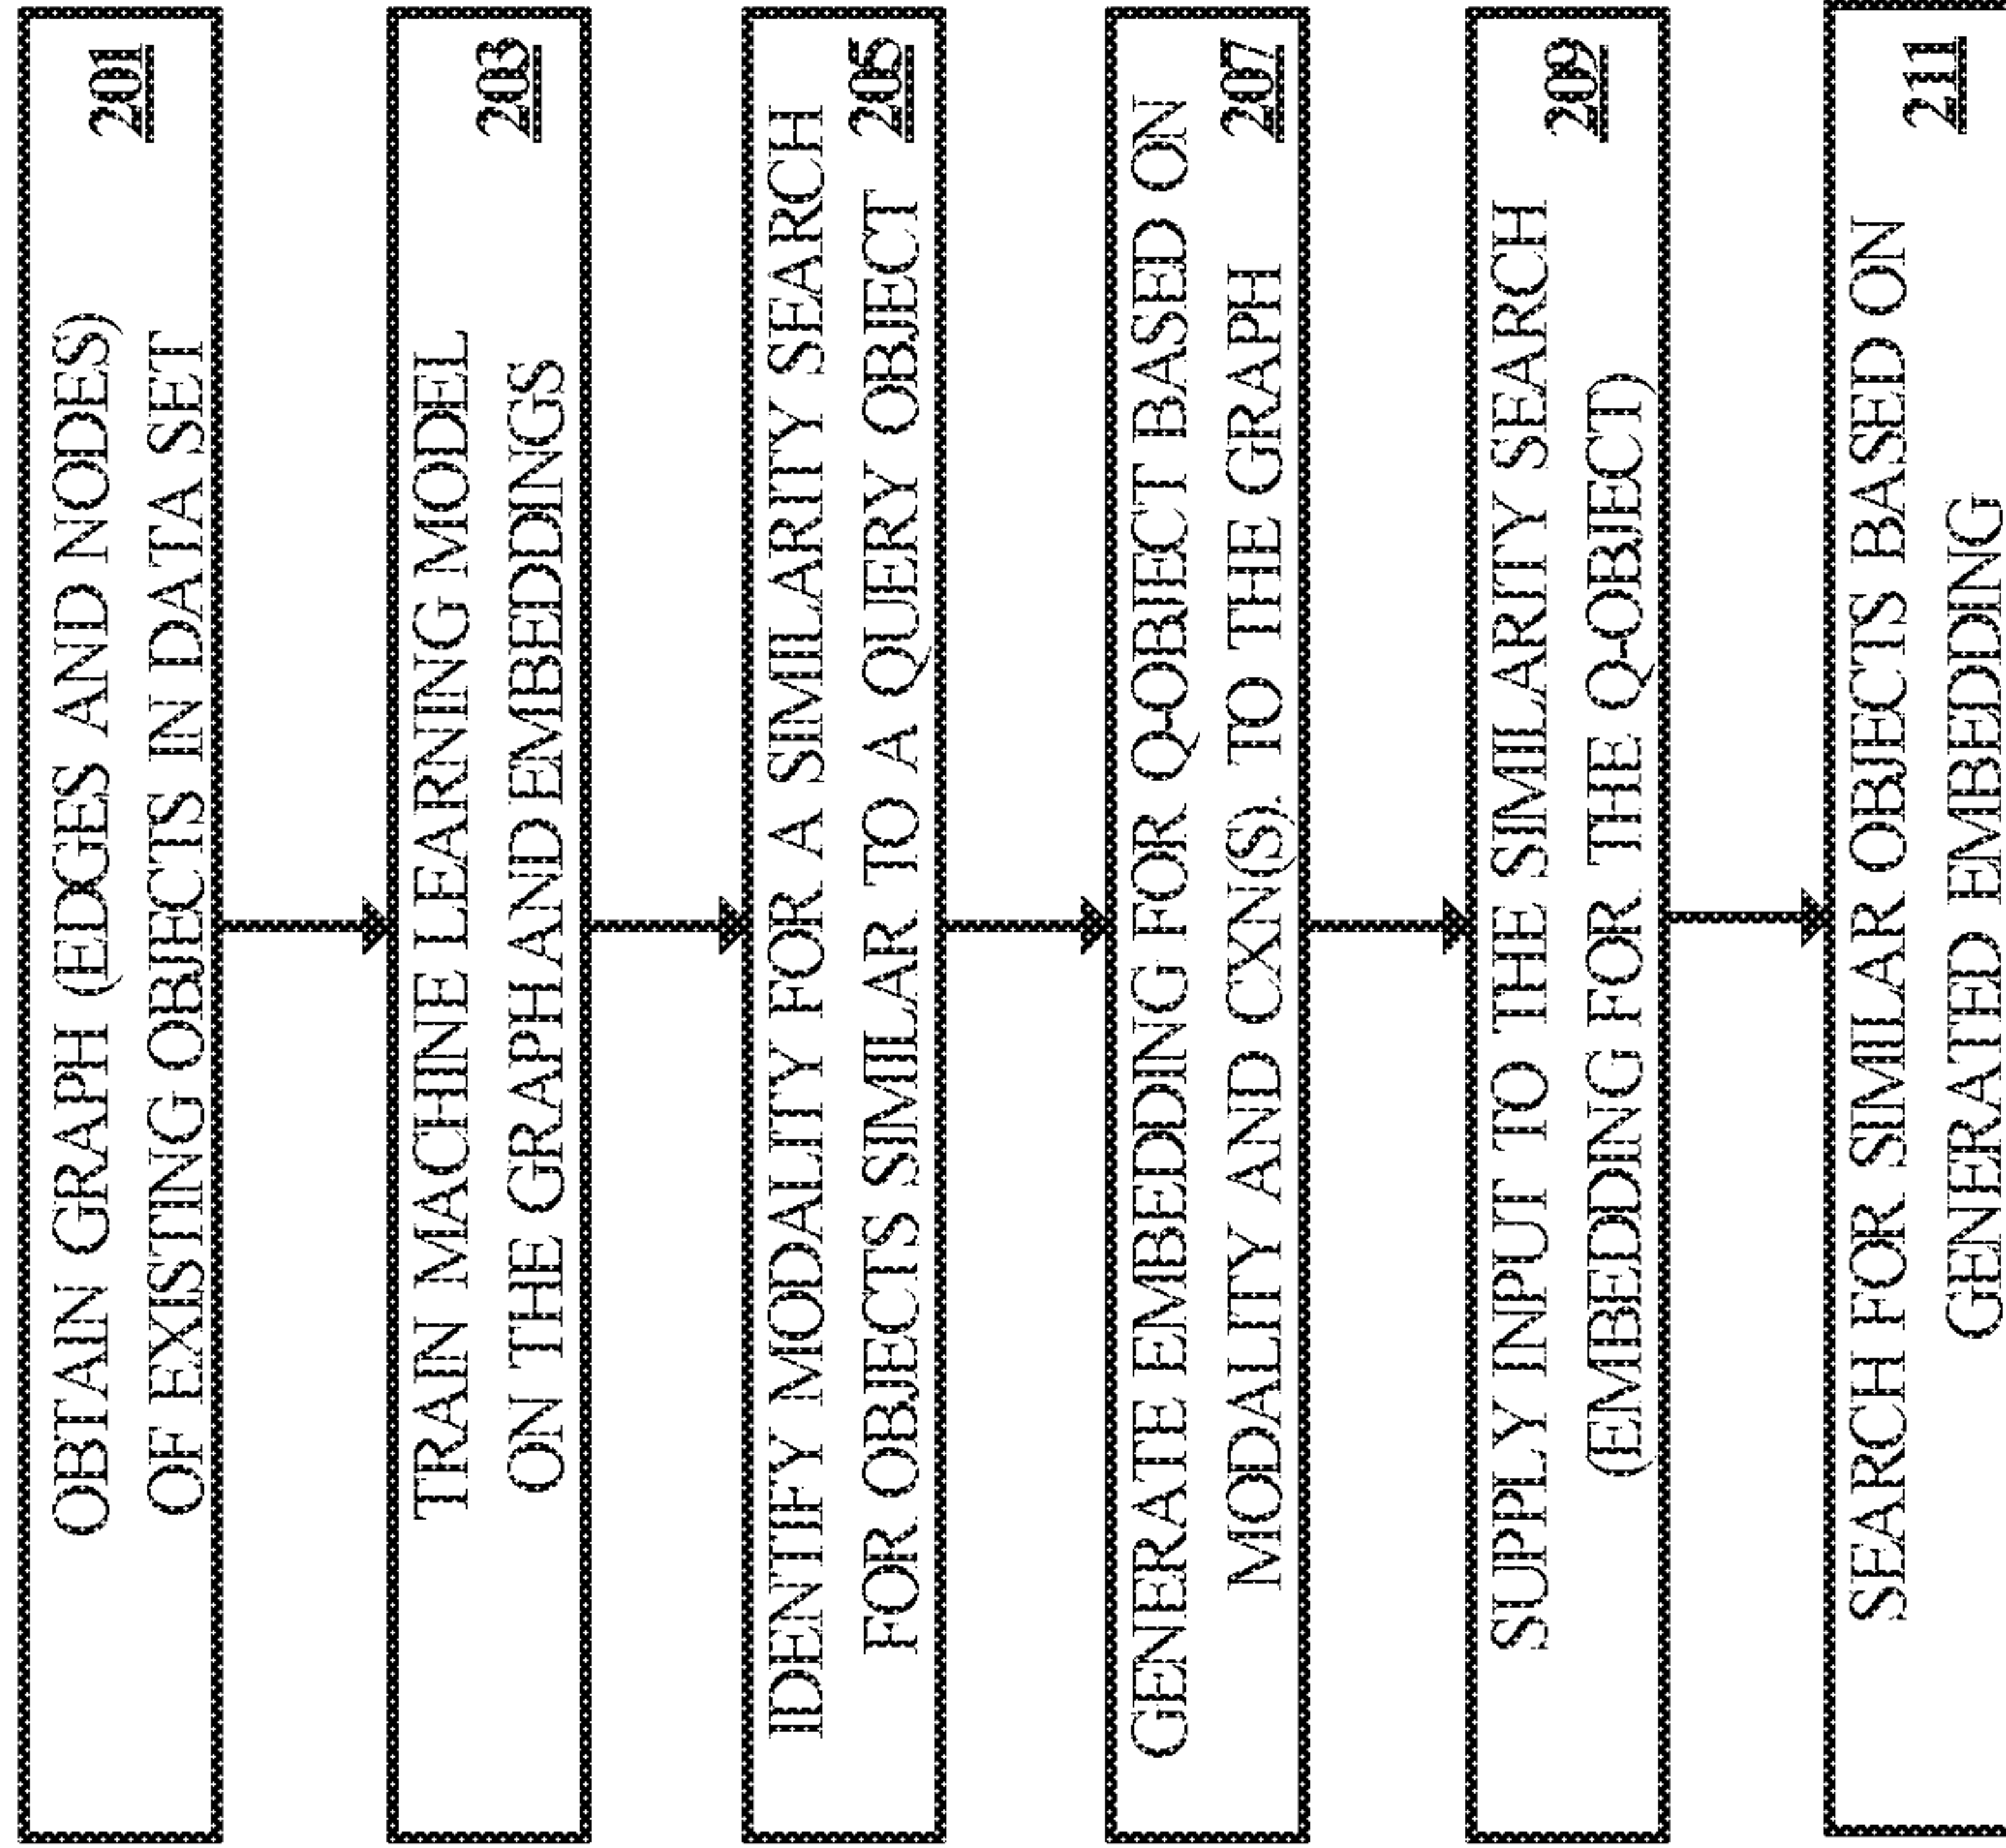 OBTAIN GRAPH (EDGES AND NODES)
OF EXISTING OBJECTS IN DATA SET
201
TRAIN MACHINE LEARNING MODEL
ON THE GRAPH AND EMBEDDINGS
203
IDENTIFY MODALITY FOR A SIMILARITY SEARCH
FOR OBJECTS SIMILAR TO A QUERY OBJECT 205
GENERATE EMBEDDING FOR Q-OBJECT BASED ON
MODALITY AND CXN(S). TO THE GRAPH 207
SUPPLY INPUT TO THE SIMILARITY SEARCH
(EMBEDDING FOR THE Q-OBJECT)
209
SEARCH FOR SIMILAR OBJECTS BASED ON
GENERATED EMBEDDING
211